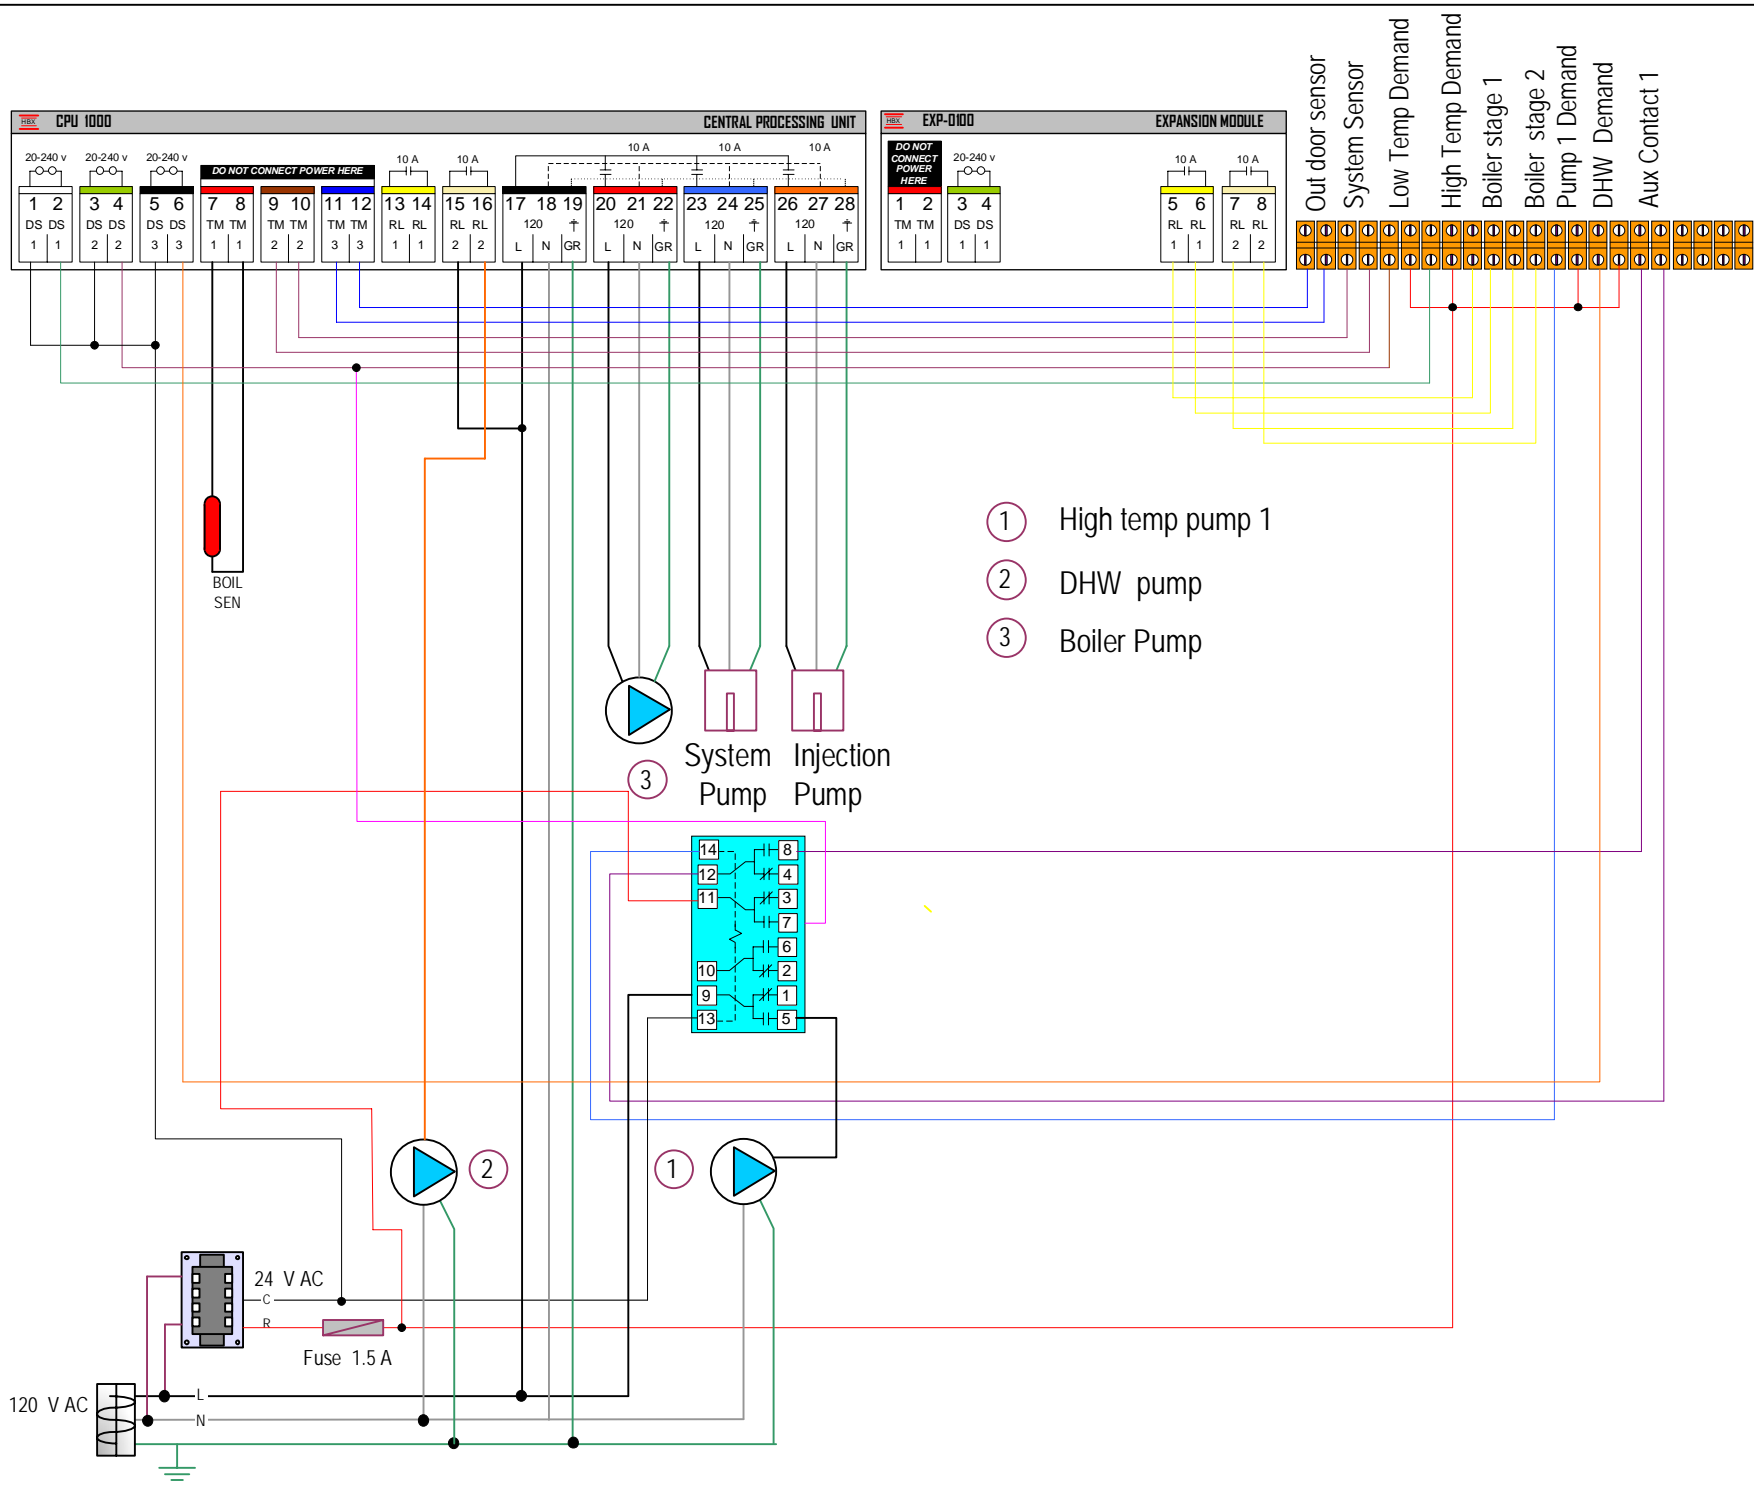 Out door sensor
System Sensor
Low Temp Demand
High Temp Demand
Boiler stage 1
Boiler stage 2
Pump 1 Demand
DHW Demand
Aux Contact 1
HBX CPU 1000 CENTRAL PROCESSING UNIT
20-240 v 20-240 v 20-240 v
DO NOT CONNECT POWER HERE
10 A 10 A 10 A 10 A 10 A
1 2 3 4 5 6 7 8 9 10 11 12 13 14 15 16 17 18 19 20 21 22 23 24 25 26 27 28
DS DS DS DS DS DS TM TM TM TM TM TM RL RL RL RL 120 120 120 120
1 1 2 2 3 3 1 1 2 2 3 3 1 1 2 2 L N GR L N GR L N GR L N GR
HBX EXP-0100 EXPANSION MODULE
DO NOT
CONNECT
POWER
HERE
20-240 v 10 A 10 A
1 2 3 4 5 6 7 8
TM TM DS DS RL RL RL RL
1 1 1 1 1 1 2 2
BOIL
SEN
1 High temp pump 1
2 DHW pump
3 Boiler Pump
3
System
Pump
Injection
Pump
14 8
12 4
11 3
7
6
10 2
9 1
13 5
2
1
24 V AC
C
R
Fuse 1.5 A
120 V AC
L
N